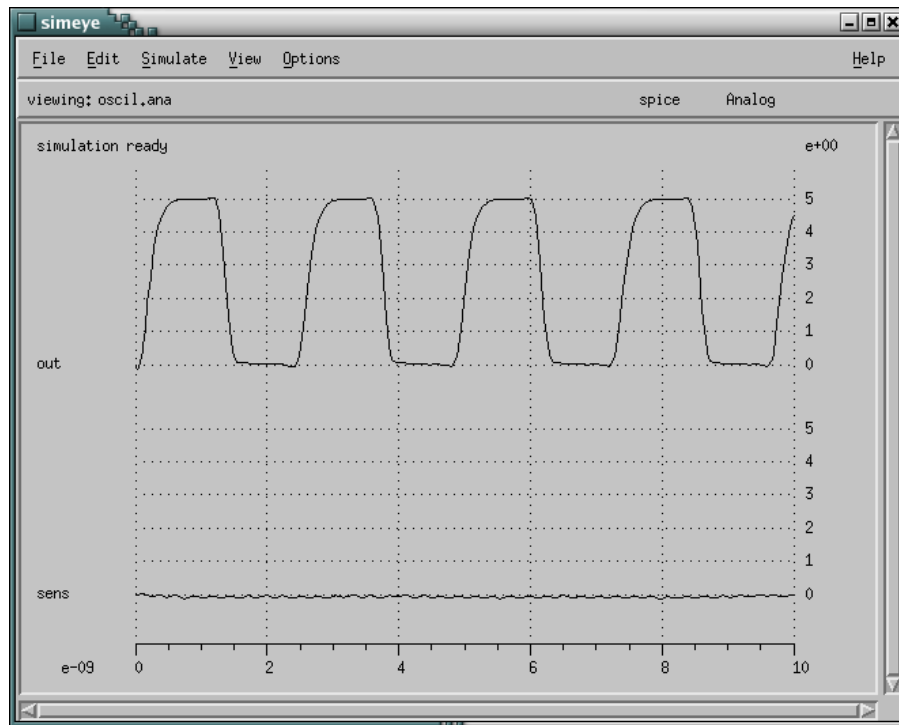 simeye
File Edit Simulate View Options Help
viewing: oscil.ana spice Analog
simulation ready e+00
5
4
3
2
1
out 0
5
4
3
2
1
sens 0
e-09 0 2 4 6 8 10